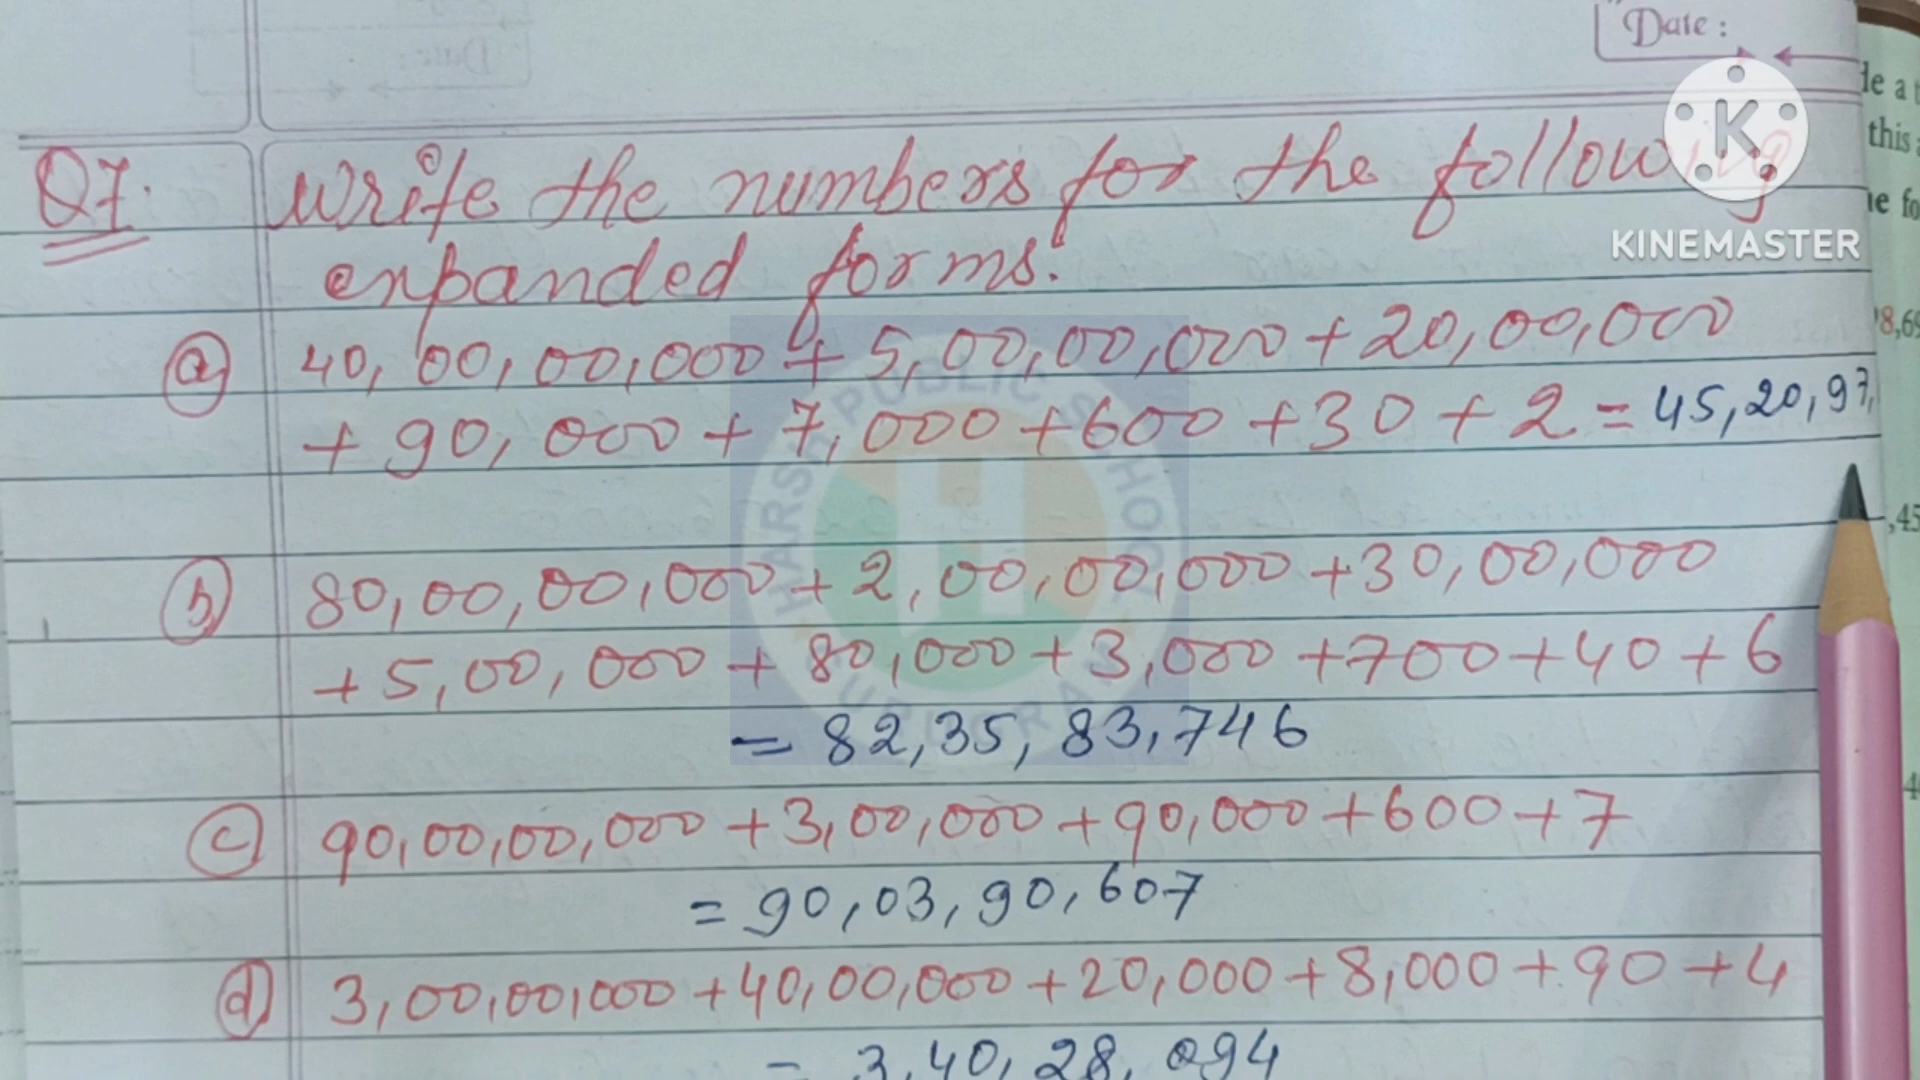 Date :
Q7. Write the numbers for the following
expanded forms.
(a) 40,00,00,000 + 5,00,00,000 + 20,00,000
+ 90,000 + 7,000 + 600 + 30 + 2 = 45,20,97,
(b) 80,00,00,000 + 2,00,00,000 + 30,00,000
+ 5,00,000 + 80,000 + 3,000 + 700 + 40 + 6
= 82,35,83,746
(c) 90,00,00,000 + 3,00,000 + 90,000 + 600 + 7
= 90,03,90,607
(d) 3,00,00,000 + 40,00,000 + 20,000 + 8,000 + 90 + 4
= 3,40,28,094
K
KINEMASTER
HARSH PUBLIC SCHOOL
H
this